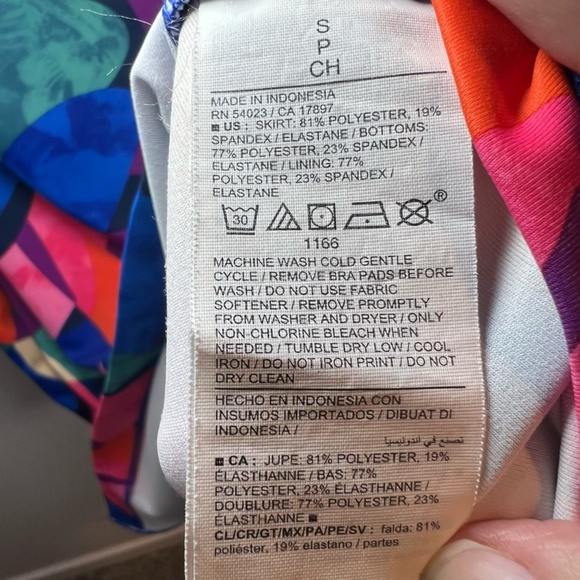 S
P
CH
MADE IN INDONESIA
RN 54023 / CA 17897
US : SKIRT: 81% POLYESTER, 19%
SPANDEX / ELASTANE / BOTTOMS:
77% POLYESTER, 23% SPANDEX /
ELASTANE / LINING: 77%
POLYESTER, 23% SPANDEX /
ELASTANE
30 ®
1166
MACHINE WASH COLD GENTLE
CYCLE / REMOVE BRA PADS BEFORE
WASH / DO NOT USE FABRIC
SOFTENER / REMOVE PROMPTLY
FROM WASHER AND DRYER / ONLY
NON-CHLORINE BLEACH WHEN
NEEDED / TUMBLE DRY LOW / COOL
IRON / DO NOT IRON PRINT / DO NOT
DRY CLEAN
HECHO EN INDONESIA CON
INSUMOS IMPORTADOS / DIBUAT DI
INDONESIA /
تصنع في اندونيسيا
CA : JUPE: 81% POLYESTER, 19%
ÉLASTHANNE / BAS: 77%
POLYESTER, 23% ÉLASTHANNE /
DOUBLURE: 77% POLYESTER, 23%
ÉLASTHANNE
CL/CR/GT/MX/PA/PE/SV : falda: 81%
poliéster, 19% elastano / partes